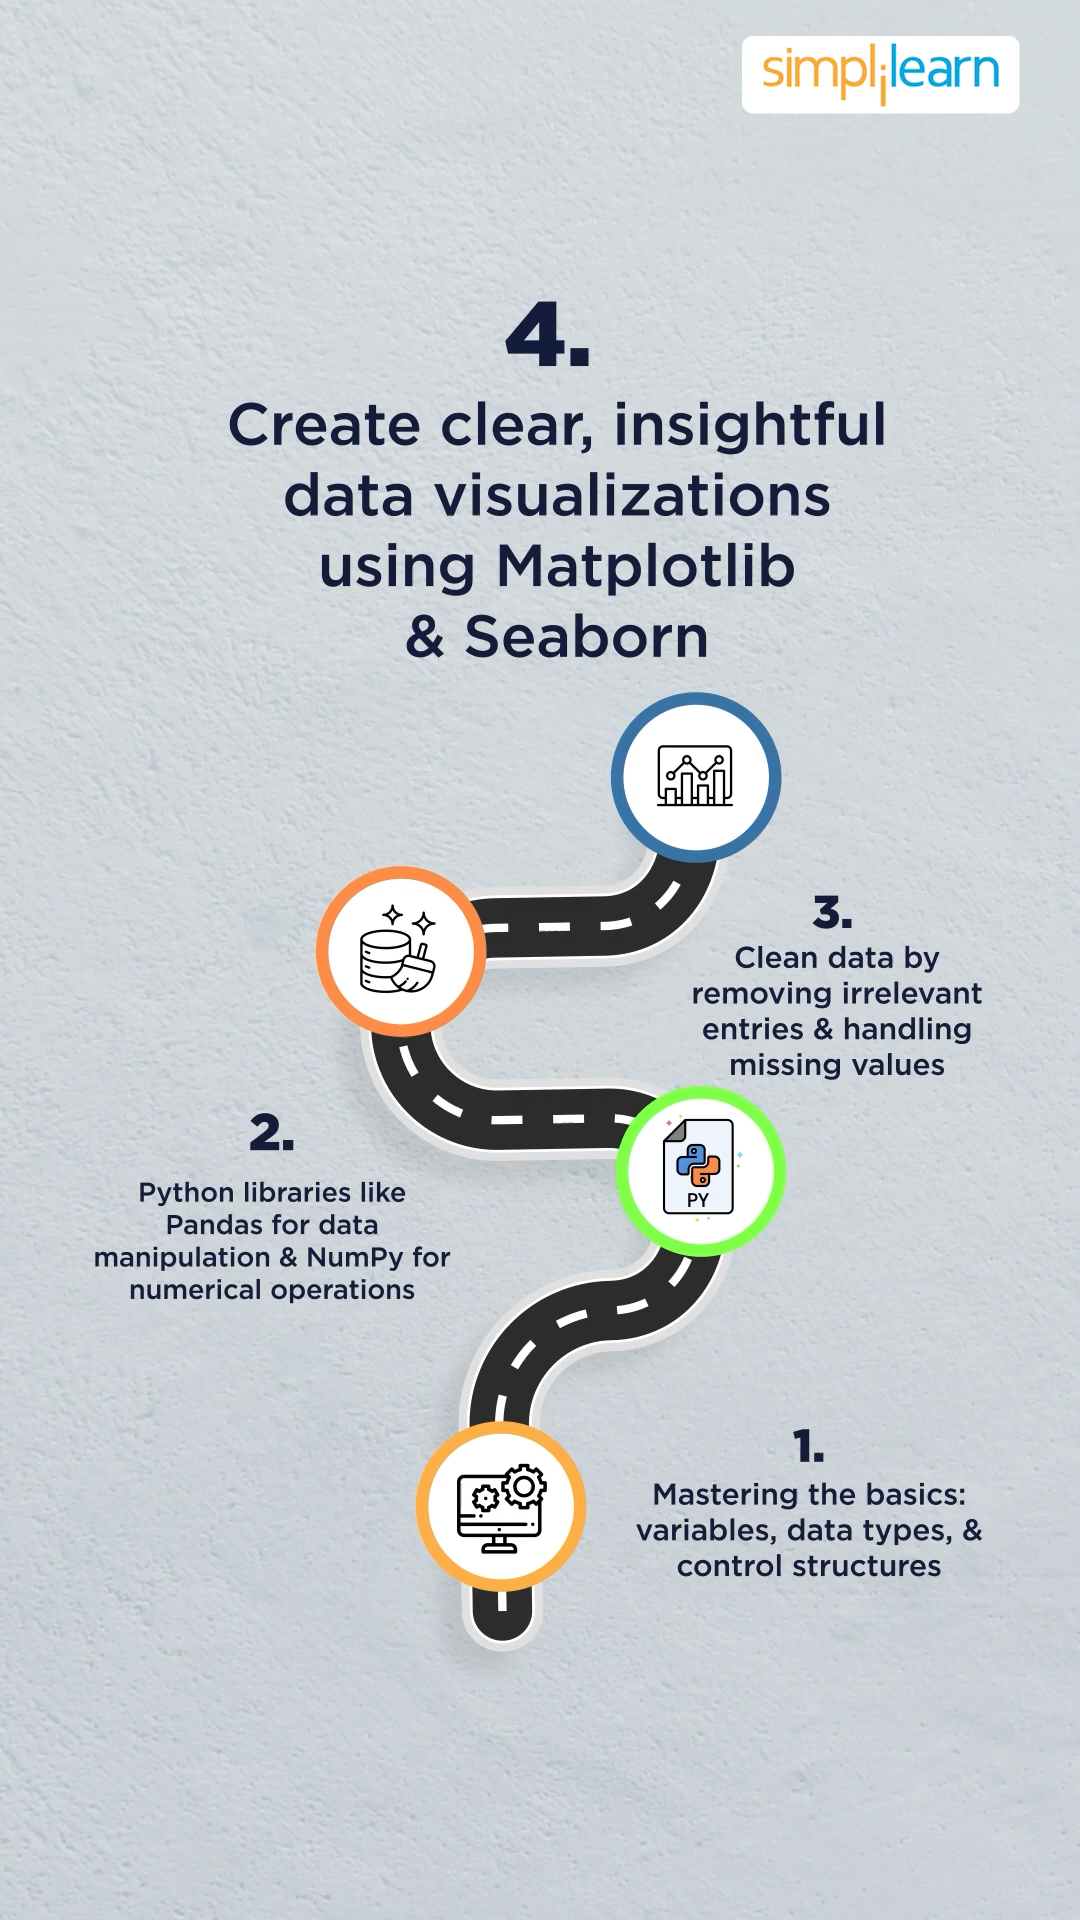 simplilearn
4.
Create clear, insightful
data visualizations
using Matplotlib
& Seaborn
3.
Clean data by
removing irrelevant
entries & handling
missing values
2.
Python libraries like
Pandas for data
manipulation & NumPy for
numerical operations
PY
1.
Mastering the basics:
variables, data types, &
control structures